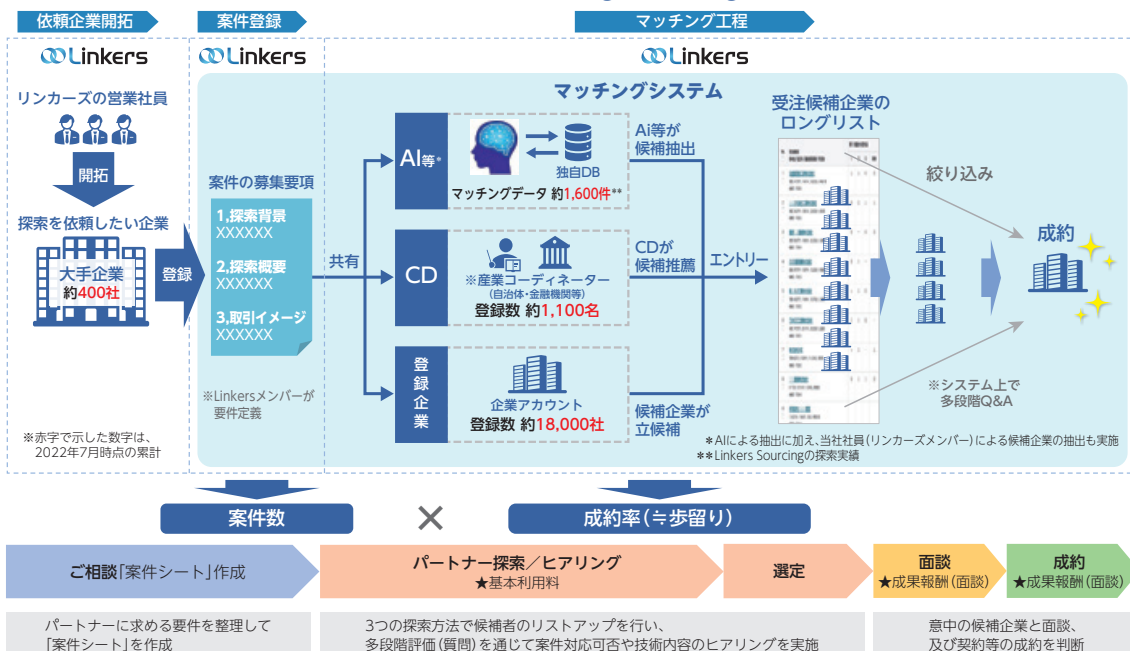 依頼企業開拓
案件登録
マッチング工程
Linkers
Linkers
Linkers
リンカーズの営業社員
開拓
探索を依頼したい企業
大手企業
約400社
登録
※赤字で示した数字は、
2022年7月時点の累計
案件の募集要項
1,探索背景
XXXXXX
2,探索概要
XXXXXX
3,取引イメージ
XXXXXX
※Linkersメンバーが
要件定義
共有
マッチングシステム
AI等*
独自DB
マッチングデータ 約1,600件**
Ai等が
候補抽出
CD
※産業コーディネーター
(自治体・金融機関等)
登録数 約1,100名
CDが
候補推薦
エントリー
登録企業
企業アカウント
登録数 約18,000社
候補企業が
立候補
受注候補企業の
ロングリスト
絞り込み
成約
※システム上で
多段階Q&A
*AIによる抽出に加え、当社社員(リンカーズメンバー)による候補企業の抽出も実施
**Linkers Sourcingの探索実績
案件数
×
成約率(≒歩留り)
ご相談「案件シート」作成
パートナー探索／ヒアリング
★基本利用料
選定
面談
★成果報酬(面談)
成約
★成果報酬(面談)
パートナーに求める要件を整理して
「案件シート」を作成
3つの探索方法で候補者のリストアップを行い、
多段階評価(質問)を通じて案件対応可否や技術内容のヒアリングを実施
意中の候補企業と面談、
及び契約等の成約を判断